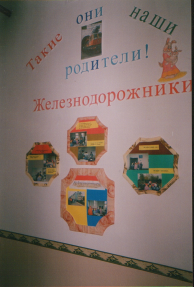 Такие они наши
родители!
Железнодорожники